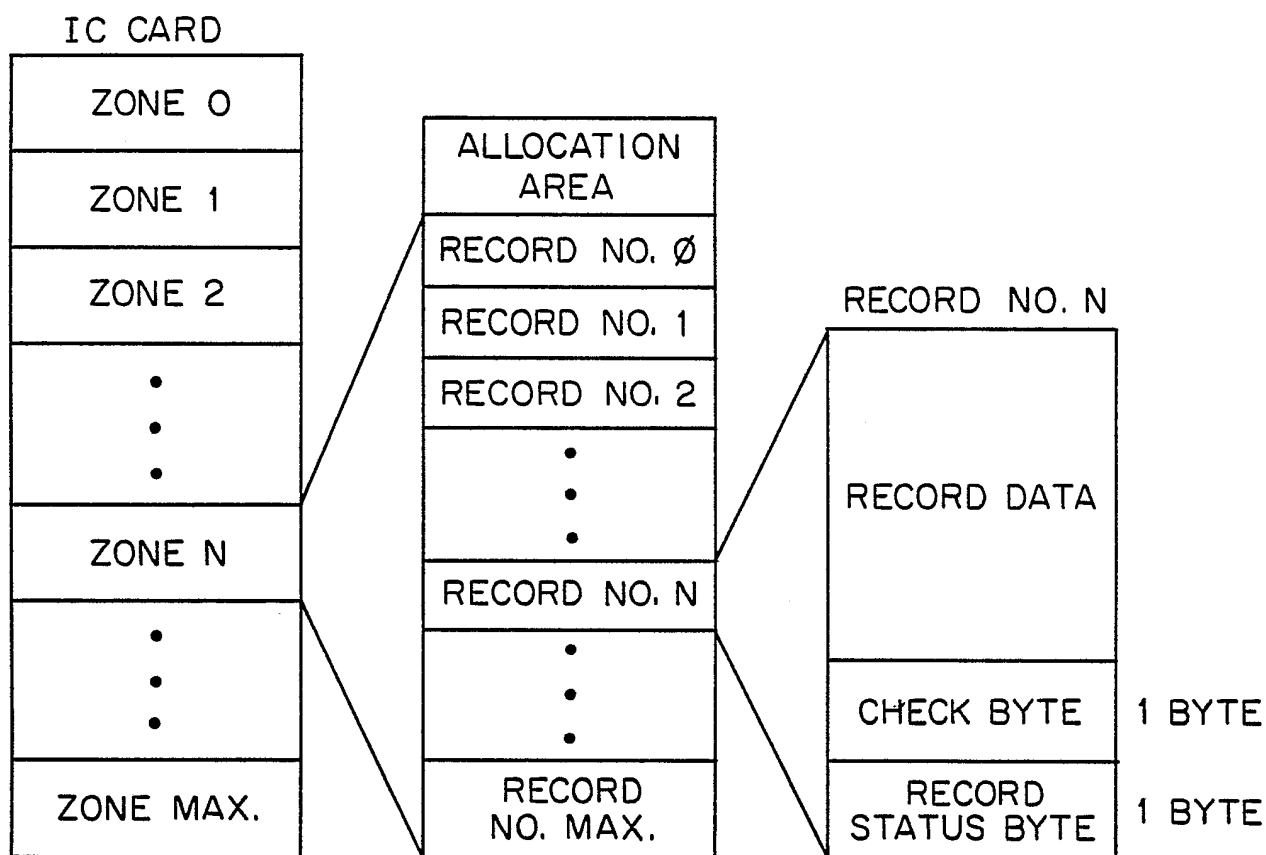 IC CARD
ZONE 0
ZONE 1
ZONE 2
ZONE N
ZONE MAX.
ALLOCATION
AREA
RECORD NO. Ø
RECORD NO. 1
RECORD NO. 2
RECORD NO. N
RECORD
NO. MAX.
RECORD NO. N
RECORD DATA
CHECK BYTE 1 BYTE
RECORD
STATUS BYTE 1 BYTE